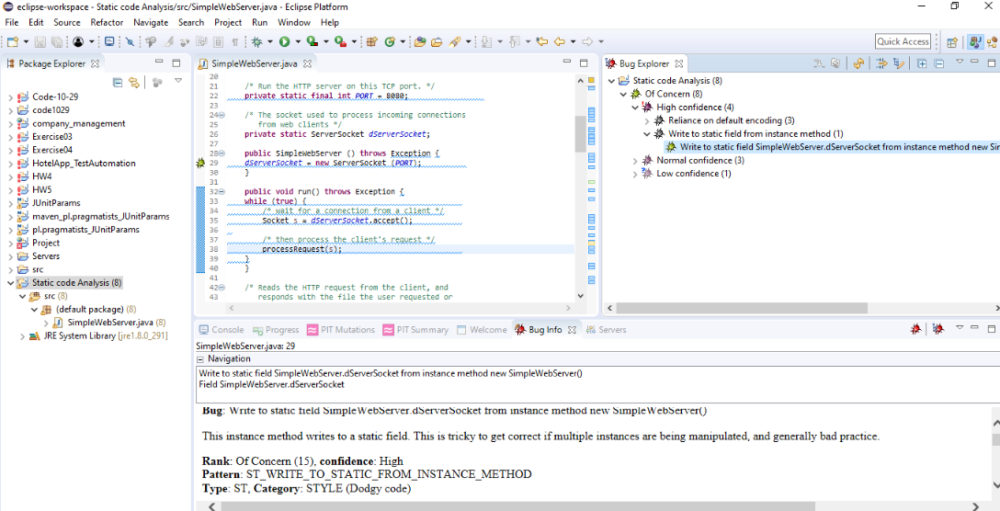 eclipse-workspace - Static code Analysis/src/SimpleWebServer.java - Eclipse Platform
File Edit Source Refactor Navigate Search Project Run Window Help
Quick Access
Package Explorer
Code-10-29
code1029
company_management
Exercise03
Exercise04
HotelApp_TestAutomation
HW4
HW5
JUnitParams
maven_pl.pragmatists_JUnitParams
pl.pragmatists_JUnitParams
Project
Servers
src
Static code Analysis (8)
src (8)
(default package) (8)
SimpleWebServer.java (8)
JRE System Library [jre1.8.0_291]
SimpleWebServer.java
20
21 /* Run the HTTP server on this TCP port. */
22 private static final int PORT = 8080;
23
24 /* The socket used to process incoming connections
25 from web clients */
26 private static ServerSocket dServerSocket;
27
28 public SimpleWebServer () throws Exception {
29 dServerSocket = new ServerSocket (PORT);
30 }
31
32 public void run() throws Exception {
33 while (true) {
34 /* wait for a connection from a client */
35 Socket s = dServerSocket.accept();
36
37 /* then process the client's request */
38 processRequest(s);
39 }
40 }
41
42 /* Reads the HTTP request from the client, and
43 responds with the file the user requested or
Bug Explorer
Static code Analysis (8)
Of Concern (8)
High confidence (4)
Reliance on default encoding (3)
Write to static field from instance method (1)
Write to static field SimpleWebServer.dServerSocket from instance method new Sin
Normal confidence (3)
Low confidence (1)
Console Progress PIT Mutations PIT Summary Welcome Bug Info Servers
SimpleWebServer.java: 29
Navigation
Write to static field SimpleWebServer.dServerSocket from instance method new SimpleWebServer()
Field SimpleWebServer.dServerSocket
Bug: Write to static field SimpleWebServer.dServerSocket from instance method new SimpleWebServer()
This instance method writes to a static field. This is tricky to get correct if multiple instances are being manipulated, and generally bad practice.
Rank: Of Concern (15), confidence: High
Pattern: ST_WRITE_TO_STATIC_FROM_INSTANCE_METHOD
Type: ST, Category: STYLE (Dodgy code)